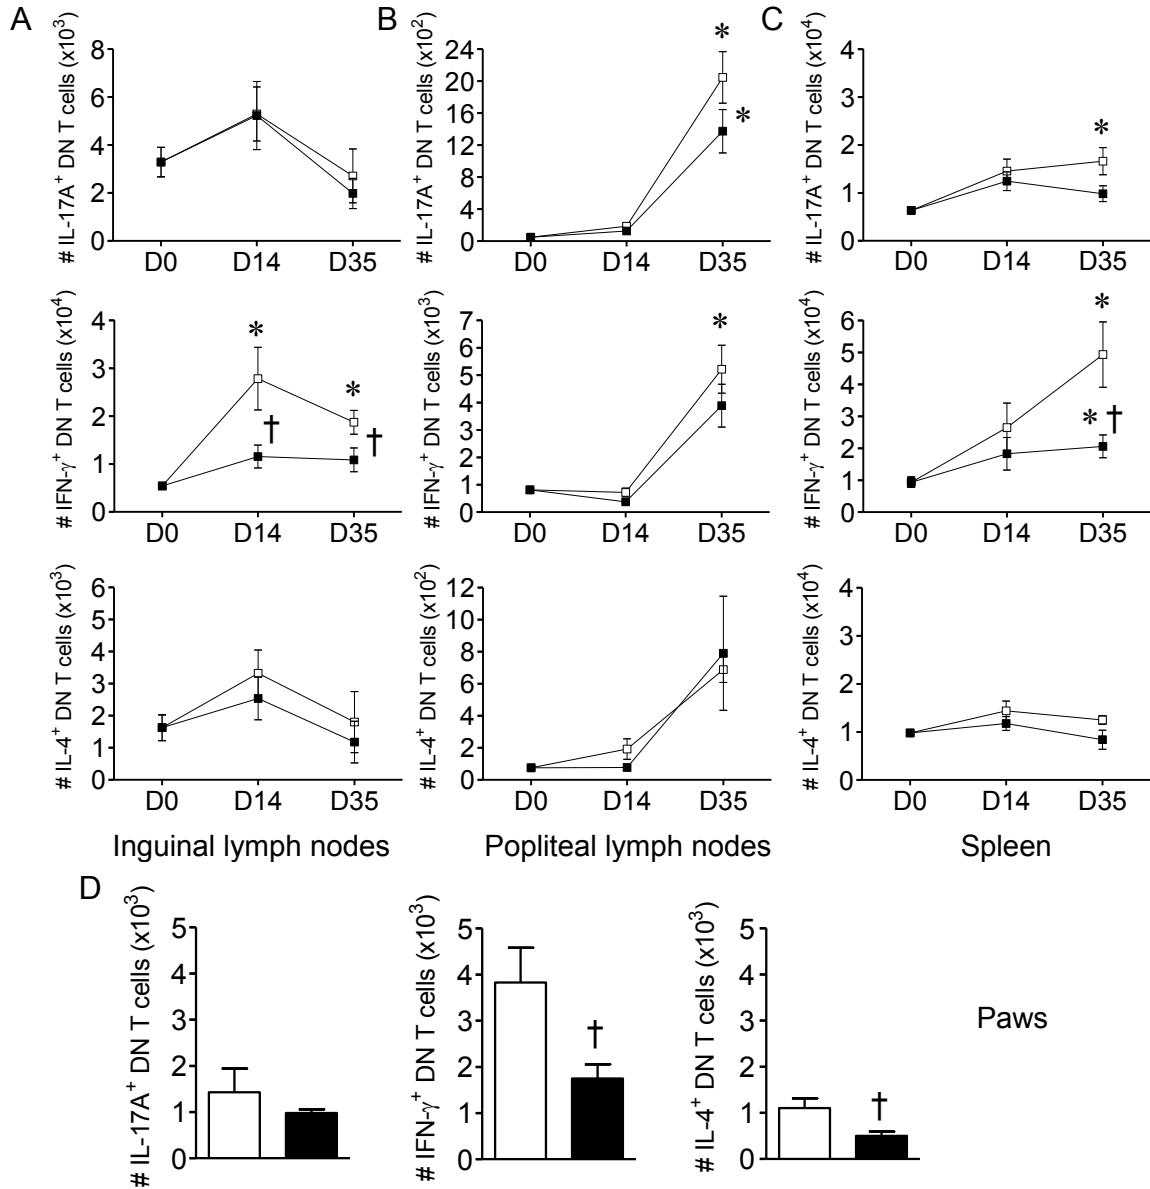 A
# IL-17A+ DN T cells (x10³)
8
6
4
2
0
D0 D14 D35
B
# IL-17A+ DN T cells (x10²)
24
20
16
12
8
4
0
*
*
D0 D14 D35
C
# IL-17A+ DN T cells (x10⁴)
4
3
2
1
0
*
D0 D14 D35
# IFN-γ+ DN T cells (x10⁴)
4
3
2
1
0
*
*
†
†
D0 D14 D35
# IFN-γ+ DN T cells (x10³)
7
6
5
4
3
2
1
0
*
D0 D14 D35
# IFN-γ+ DN T cells (x10⁴)
6
5
4
3
2
1
0
*
*†
D0 D14 D35
# IL-4+ DN T cells (x10³)
6
5
4
3
2
1
0
D0 D14 D35
# IL-4+ DN T cells (x10²)
12
10
8
6
4
2
0
D0 D14 D35
# IL-4+ DN T cells (x10⁴)
4
3
2
1
0
D0 D14 D35
Inguinal lymph nodes
Popliteal lymph nodes
Spleen
D
# IL-17A+ DN T cells (x10³)
5
4
3
2
1
0
# IFN-γ+ DN T cells (x10³)
5
4
3
2
1
0
†
# IL-4+ DN T cells (x10³)
5
4
3
2
1
0
†
Paws